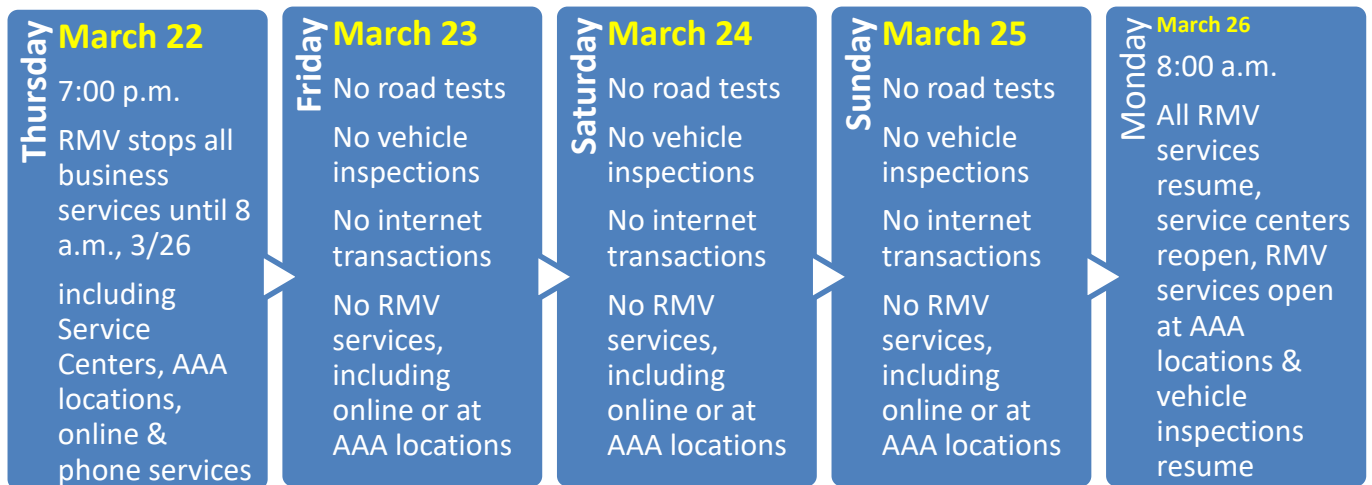 Thursday
March 22
7:00 p.m.
RMV stops all
business
services until 8
a.m., 3/26
including
Service
Centers, AAA
locations,
online &
phone services
Friday
March 23
No road tests
No vehicle
inspections
No internet
transactions
No RMV
services,
including
online or at
AAA locations
Saturday
March 24
No road tests
No vehicle
inspections
No internet
transactions
No RMV
services,
including
online or at
AAA locations
Sunday
March 25
No road tests
No vehicle
inspections
No internet
transactions
No RMV
services,
including
online or at
AAA locations
Monday
March 26
8:00 a.m.
All RMV
services
resume,
service centers
reopen, RMV
services open
at AAA
locations &
vehicle
inspections
resume